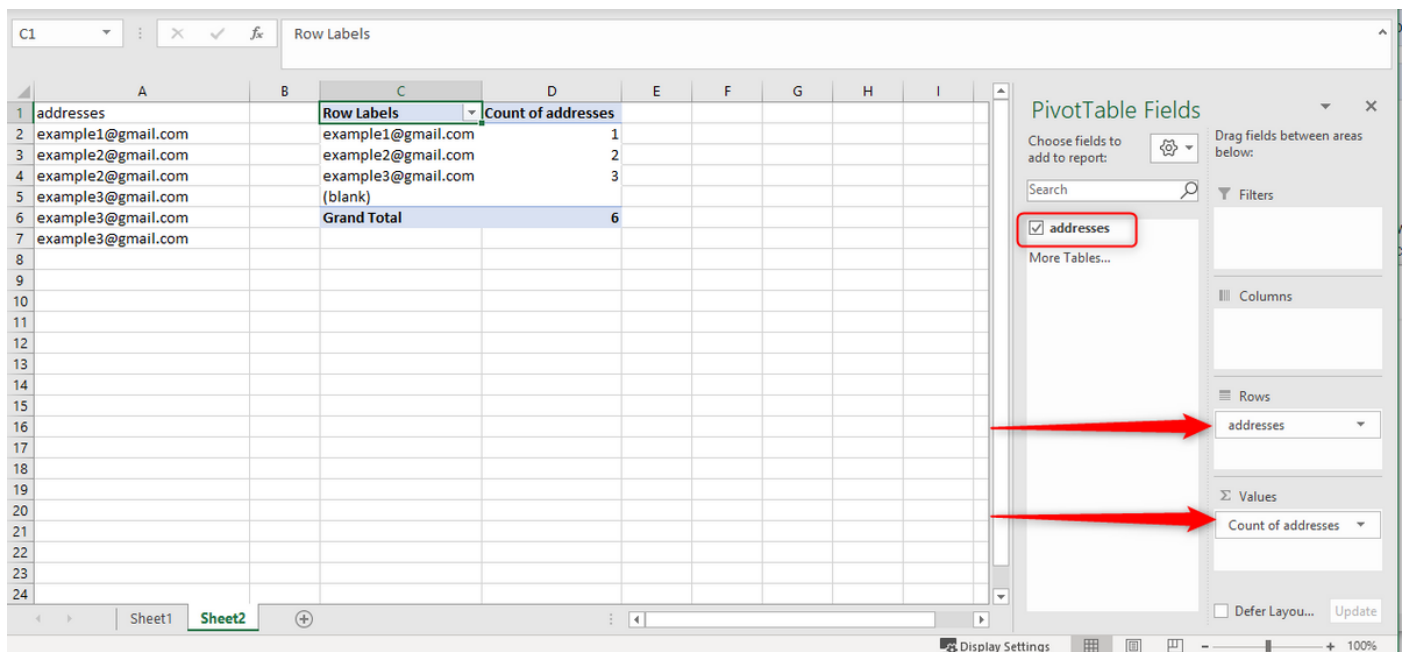 C1
fx
Row Labels
A B C D E F G H I
1 addresses Row Labels Count of addresses
2 example1@gmail.com example1@gmail.com 1
3 example2@gmail.com example2@gmail.com 2
4 example2@gmail.com example3@gmail.com 3
5 example3@gmail.com (blank)
6 example3@gmail.com Grand Total 6
7 example3@gmail.com
8
9
10
11
12
13
14
15
16
17
18
19
20
21
22
23
24
PivotTable Fields
Choose fields to
add to report:
Search
addresses
More Tables...
Drag fields between areas
below:
Filters
Columns
Rows
addresses
Σ Values
Count of addresses
Defer Layou... Update
Sheet1 Sheet2
Display Settings 100%